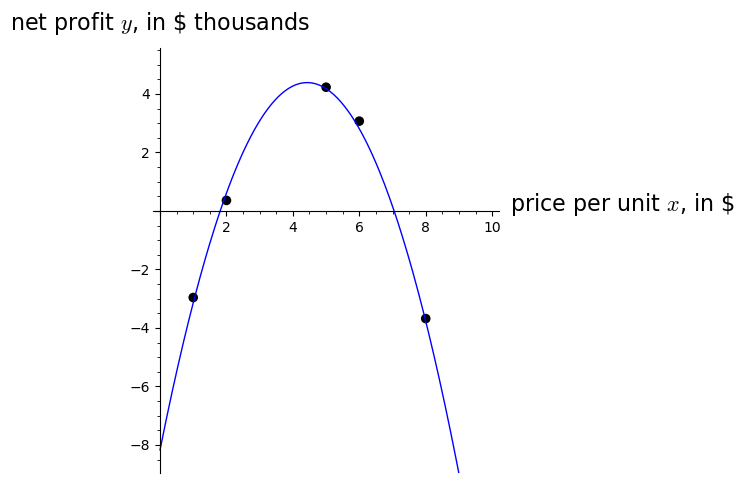 net profit y, in $ thousands
4
2
price per unit x, in $
2 4 6 8 10
−2
−4
−6
−8